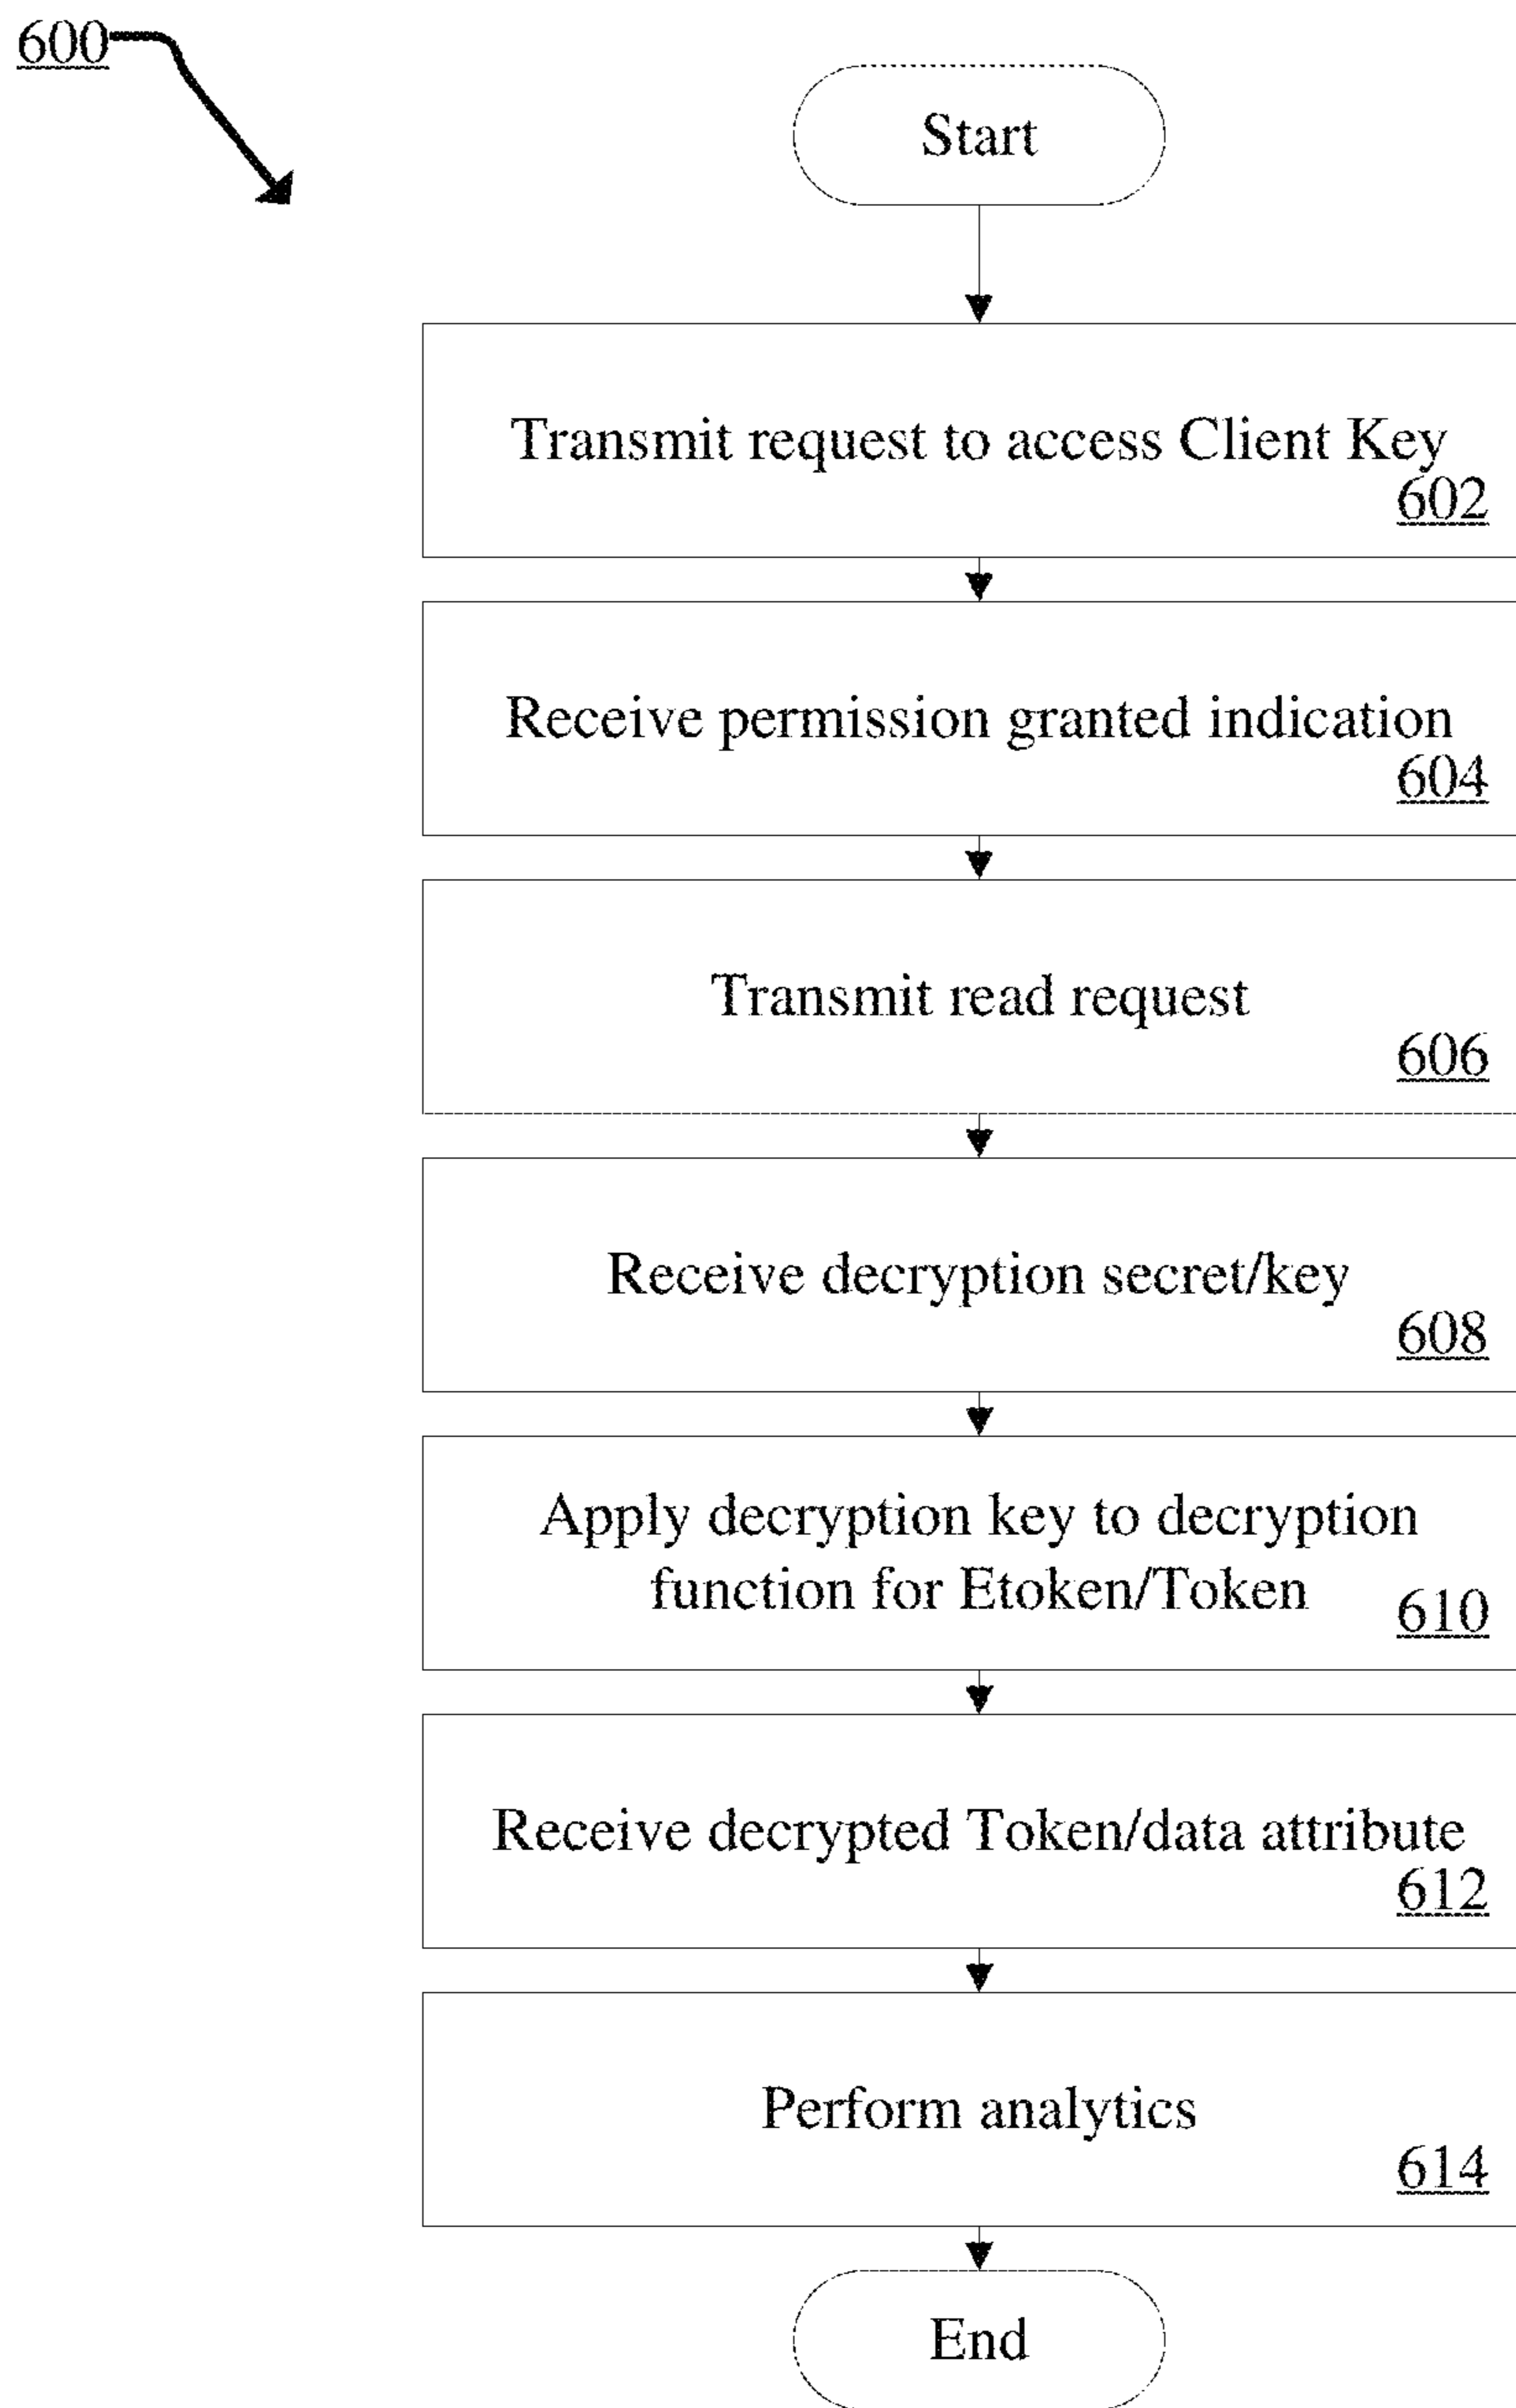 600
Start
Transmit request to access Client Key
602
Receive permission granted indication
604
Transmit read request
606
Receive decryption secret/key
608
Apply decryption key to decryption
function for Etoken/Token
610
Receive decrypted Token/data attribute
612
Perform analytics
614
End